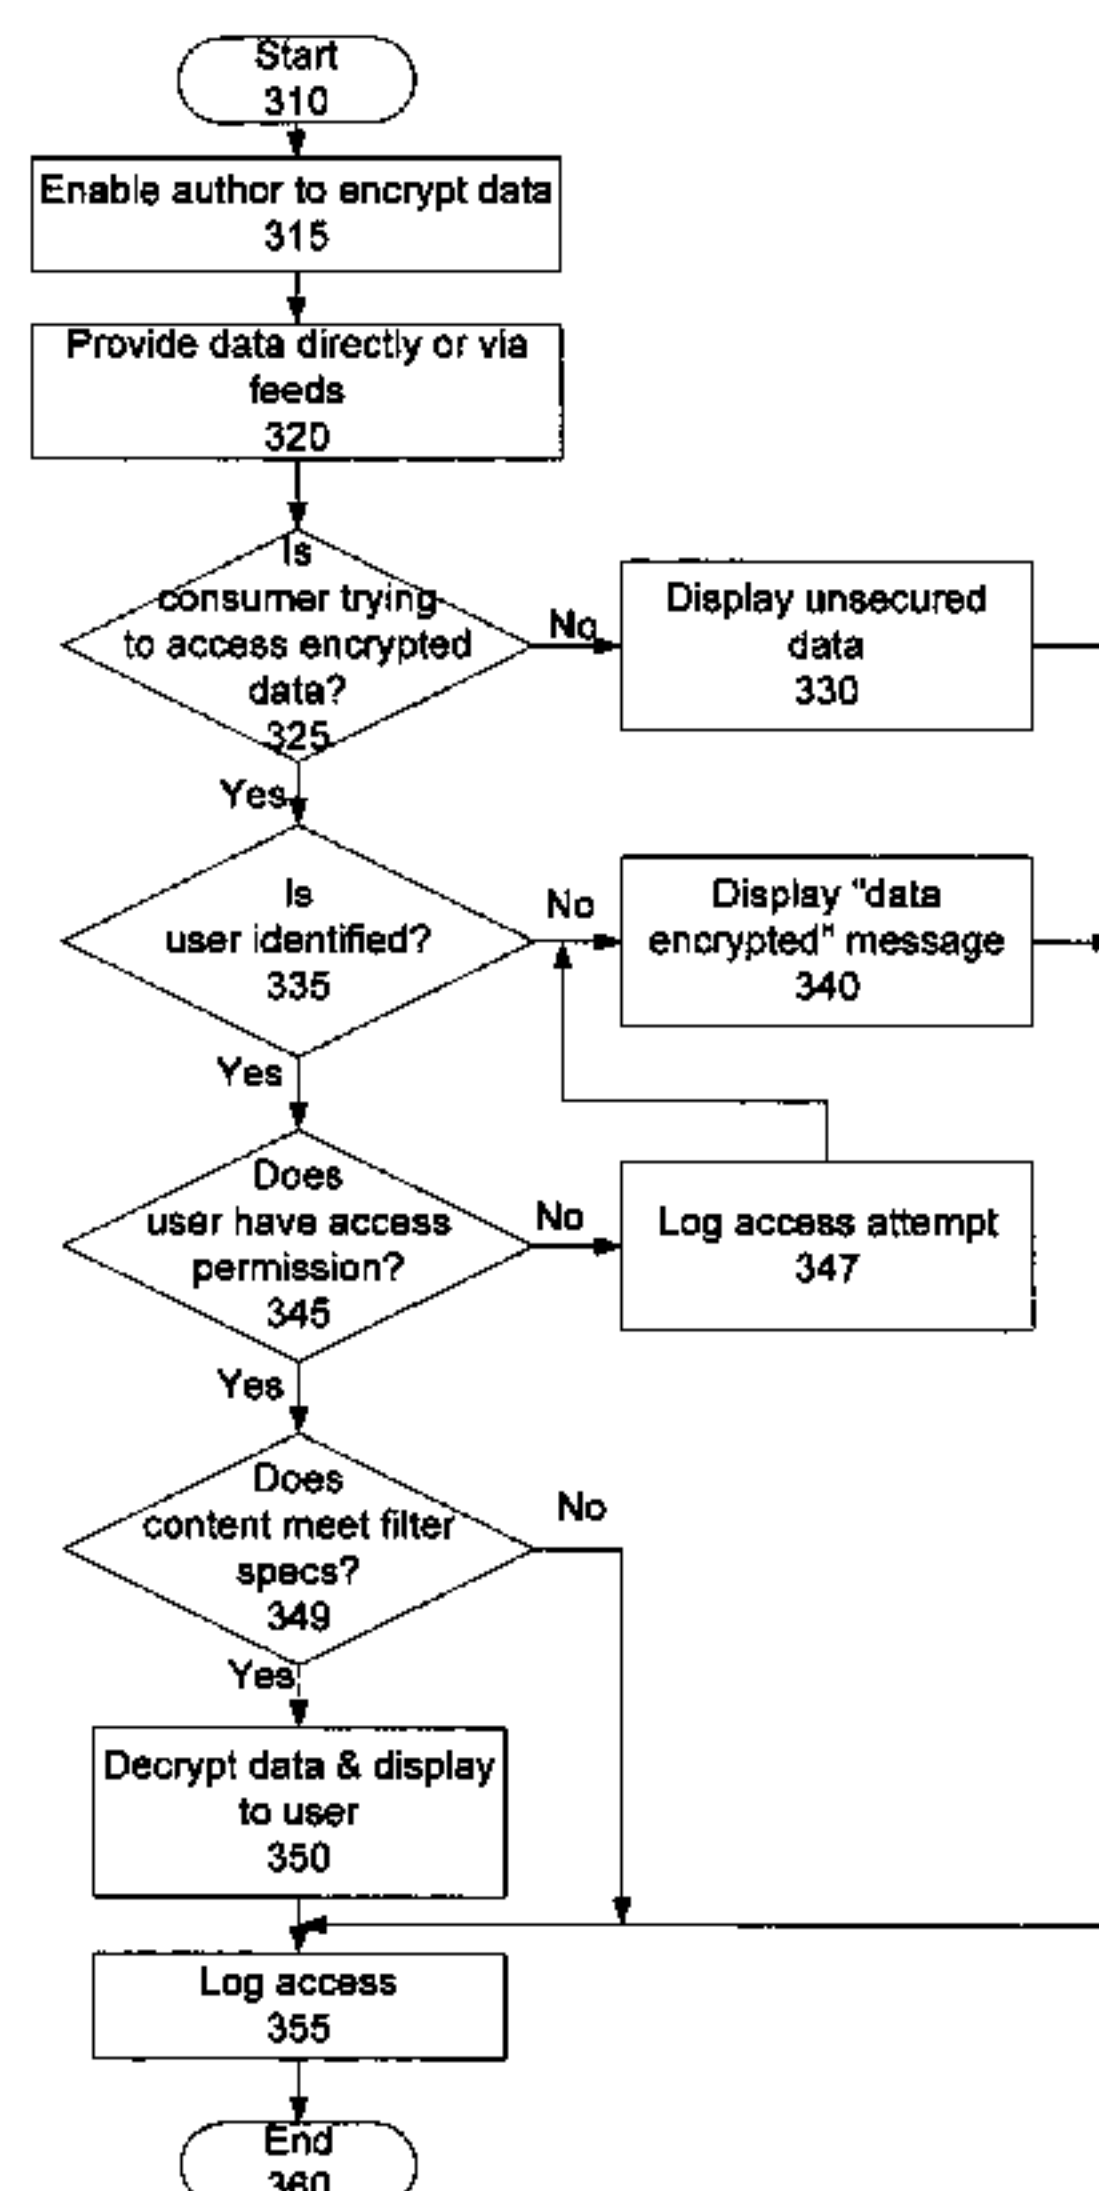 Start
310
Enable author to encrypt data
315
Provide data directly or via
feeds
320
Is
consumer trying
to access encrypted
data?
325
No
Display unsecured
data
330
Yes
Is
user identified?
335
No
Display "data
encrypted" message
340
Yes
Does
user have access
permission?
345
No
Log access attempt
347
Yes
Does
content meet filter
specs?
349
No
Yes
Decrypt data & display
to user
350
Log access
355
End
360